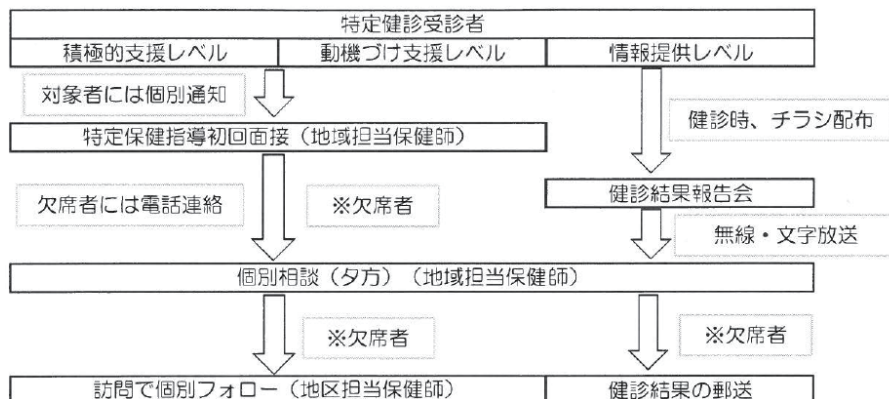 特定健診受診者
積極的支援レベル 動機づけ支援レベル 情報提供レベル
対象者には個別通知
健診時、チラシ配布
特定保健指導初回面接（地域担当保健師）
欠席者には電話連絡 ※欠席者
健診結果報告会
無線・文字放送
個別相談（夕方）（地域担当保健師）
※欠席者 ※欠席者
訪問で個別フォロー（地区担当保健師） 健診結果の郵送